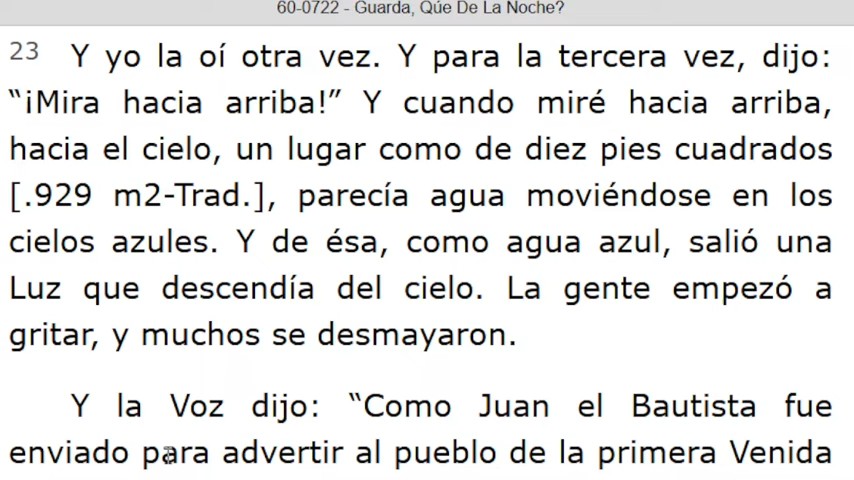 60-0722 - Guarda, Qúe De La Noche?
23 Y yo la oí otra vez. Y para la tercera vez, dijo:
“¡Mira hacia arriba!” Y cuando miré hacia arriba,
hacia el cielo, un lugar como de diez pies cuadrados
[.929 m2-Trad.], parecía agua moviéndose en los
cielos azules. Y de ésa, como agua azul, salió una
Luz que descendía del cielo. La gente empezó a
gritar, y muchos se desmayaron.
Y la Voz dijo: “Como Juan el Bautista fue
enviado para advertir al pueblo de la primera Venida